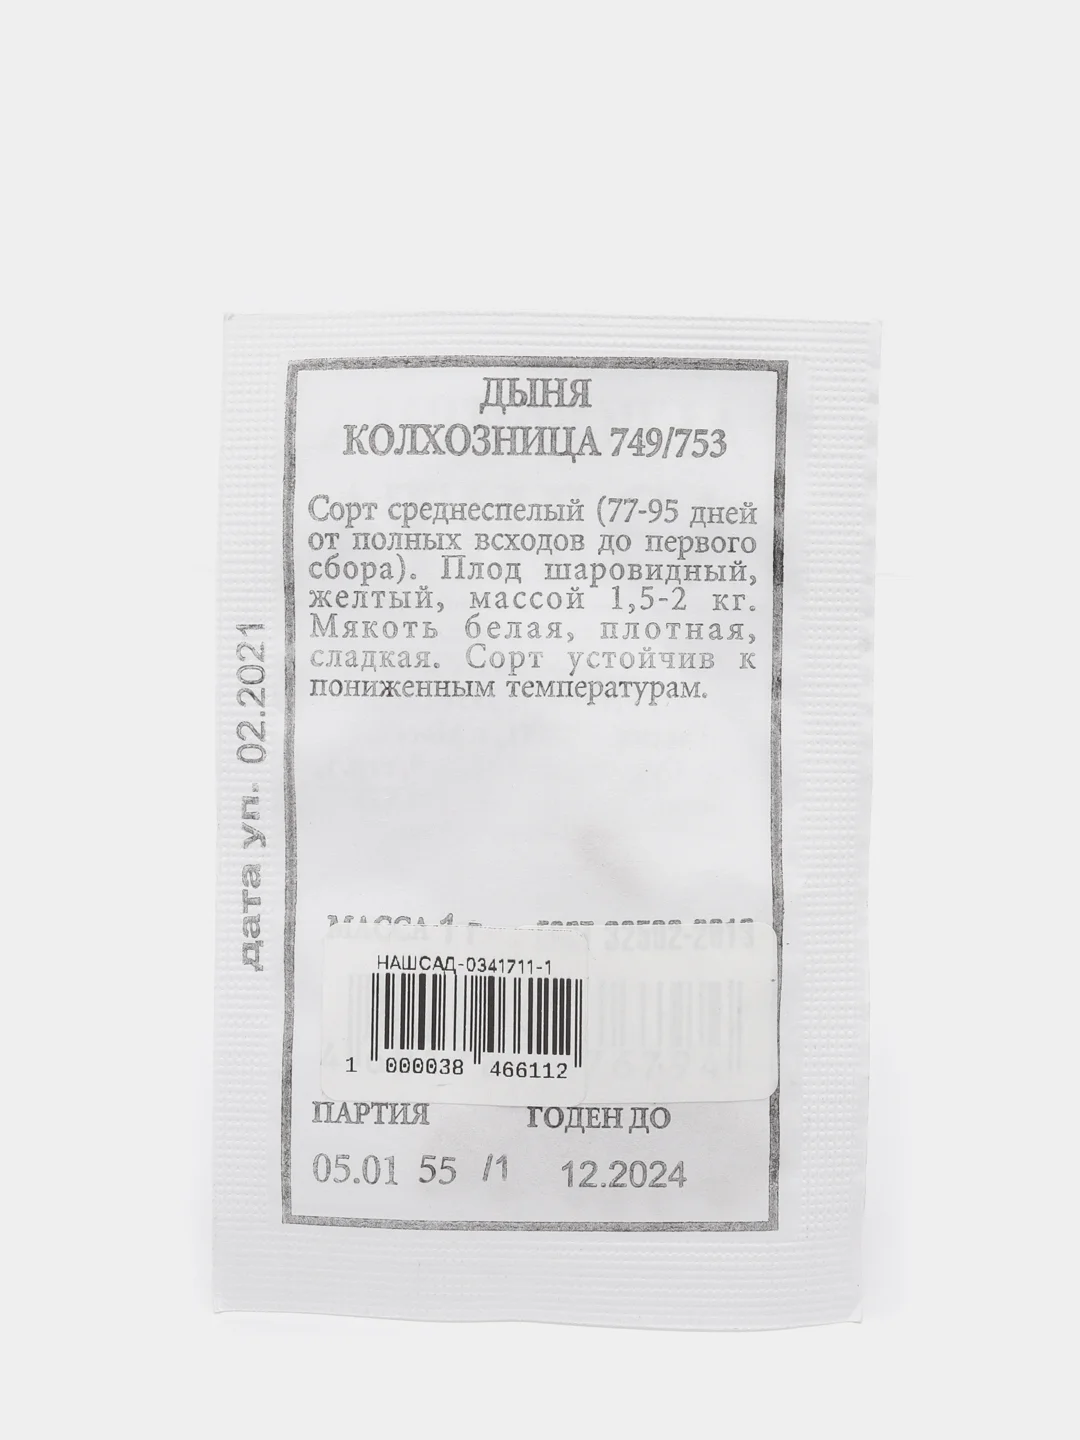 ДЫНЯ
КОЛХОЗНИЦА 749/753
Сорт среднеспелый (77-95 дней
от полных всходов до первого
сбора). Плод шаровидный,
желтый, массой 1,5-2 кг.
Мякоть белая, плотная,
сладкая. Сорт устойчив к
пониженным температурам.
дата уп. 02.2021
МАССА 1 г
НАШСАД-0341711-1
1 000038 466112
ПАРТИЯ ГОДЕН ДО
05.01 55 /1 12.2024